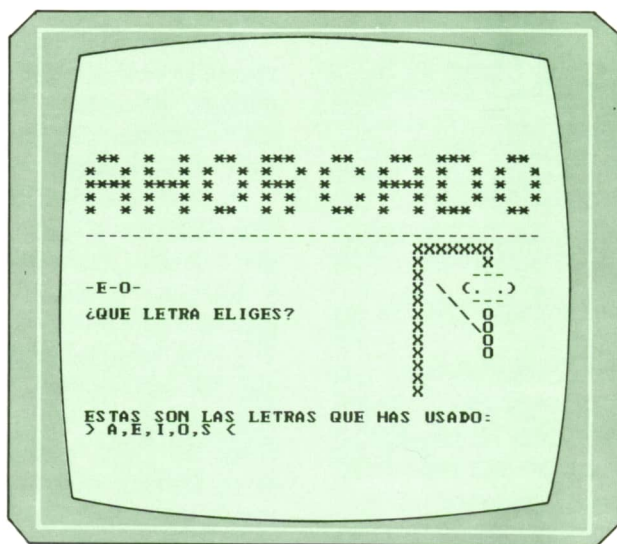 AHORCADO
-E-O-
¿QUE LETRA ELIGES?
ESTAS SON LAS LETRAS QUE HAS USADO:
> A,E,I,O,S <